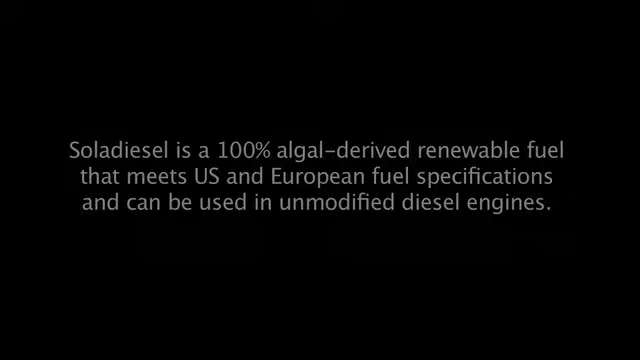 Soladiesel is a 100% algal-derived renewable fuel
that meets US and European fuel specifications
and can be used in unmodified diesel engines.